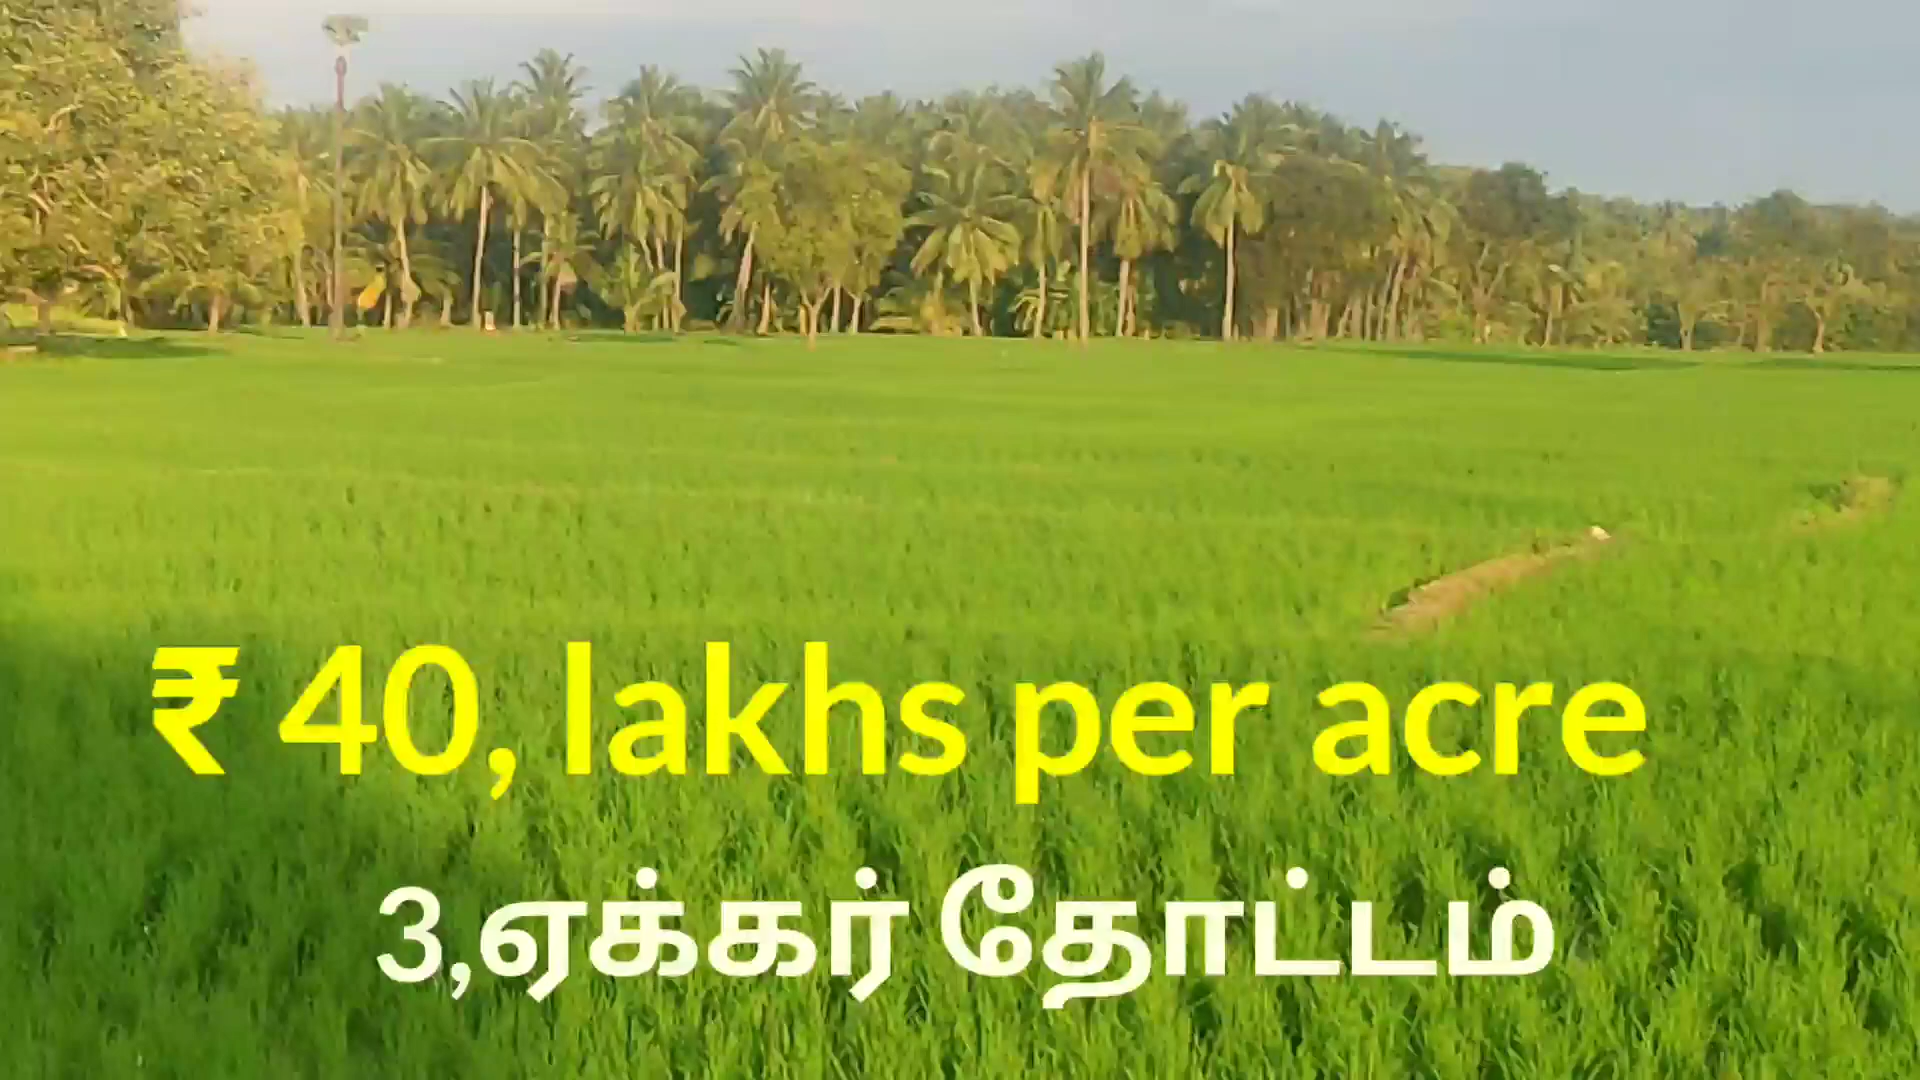 ₹ 40, lakhs per acre
3,ஏக்கர் தோட்டம்